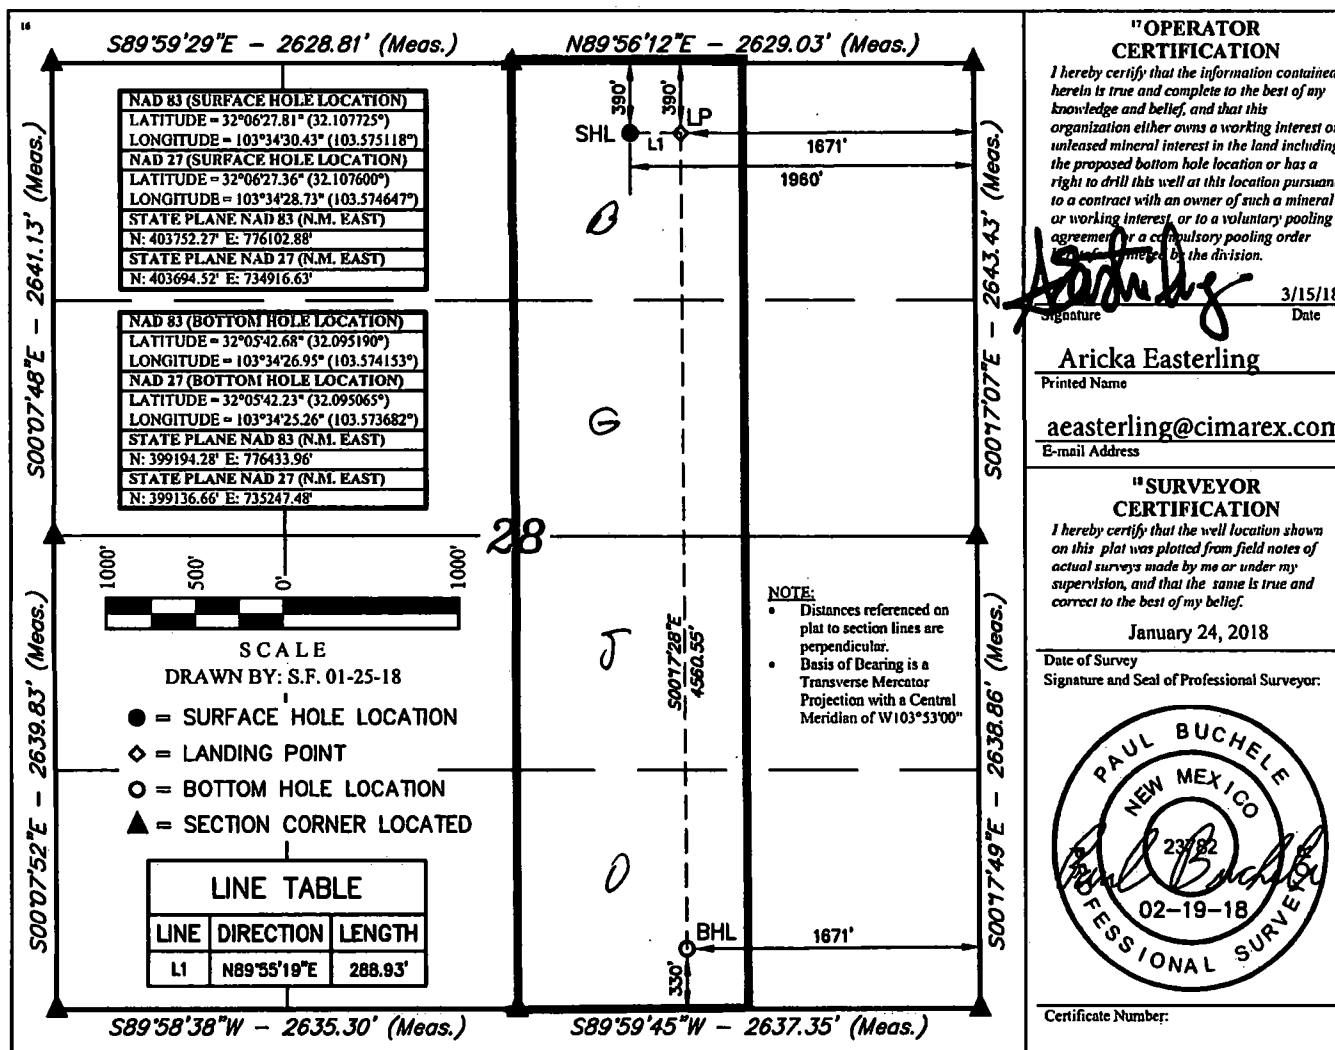 16
S89°59'29"E – 2628.81' (Meas.)
N89°56'12"E – 2629.03' (Meas.)
S00°07'48"E – 2641.13' (Meas.)
S00°07'52"E – 2639.83' (Meas.)
NAD 83 (SURFACE HOLE LOCATION)
LATITUDE = 32°06'27.81" (32.107725°)
LONGITUDE = 103°34'30.43" (103.575118°)
NAD 27 (SURFACE HOLE LOCATION)
LATITUDE = 32°06'27.36" (32.107600°)
LONGITUDE = 103°34'28.73" (103.574647°)
STATE PLANE NAD 83 (N.M. EAST)
N: 403752.27' E: 776102.88'
STATE PLANE NAD 27 (N.M. EAST)
N: 403694.52' E: 734916.63'
NAD 83 (BOTTOM HOLE LOCATION)
LATITUDE = 32°05'42.68" (32.095190°)
LONGITUDE = 103°34'26.95" (103.574153°)
NAD 27 (BOTTOM HOLE LOCATION)
LATITUDE = 32°05'42.23" (32.095065°)
LONGITUDE = 103°34'25.26" (103.573682°)
STATE PLANE NAD 83 (N.M. EAST)
N: 399194.28' E: 776433.96'
STATE PLANE NAD 27 (N.M. EAST)
N: 399136.66' E: 735247.48'
1000'
500'
0'
1000'
SCALE
DRAWN BY: S.F. 01-25-18
● = SURFACE HOLE LOCATION
◇ = LANDING POINT
○ = BOTTOM HOLE LOCATION
▲ = SECTION CORNER LOCATED
LINE TABLE
LINE DIRECTION LENGTH
L1 N89°55'19"E 288.93'
S89°58'38"W – 2635.30' (Meas.)
390'
390'
SHL
LP
L1
1671'
1960'
B
G
28
J
S00°17'28"E
4560.55'
O
BHL
1671'
330'
NOTE:
• Distances referenced on
plat to section lines are
perpendicular.
• Basis of Bearing is a
Transverse Mercator
Projection with a Central
Meridian of W103°53'00"
S00°17'07"E – 2643.43' (Meas.)
S00°17'49"E – 2638.86' (Meas.)
S89°59'45"W – 2637.35' (Meas.)
17 OPERATOR
CERTIFICATION
I hereby certify that the information contained
herein is true and complete to the best of my
knowledge and belief, and that this
organization either owns a working interest or
unleased mineral interest in the land including
the proposed bottom hole location or has a
right to drill this well at this location pursuan
to a contract with an owner of such a mineral
or working interest, or to a voluntary pooling
agreement or a compulsory pooling order
by the division.
3/15/18
Signature Date
Aricka Easterling
Printed Name
aeasterling@cimarex.com
E-mail Address
18 SURVEYOR
CERTIFICATION
I hereby certify that the well location shown
on this plat was plotted from field notes of
actual surveys made by me or under my
supervision, and that the same is true and
correct to the best of my belief.
January 24, 2018
Date of Survey
Signature and Seal of Professional Surveyor:
PAUL BUCHELE
NEW MEXICO
23782
Paul Buchele
02-19-18
PROFESSIONAL SURVEYOR
Certificate Number: